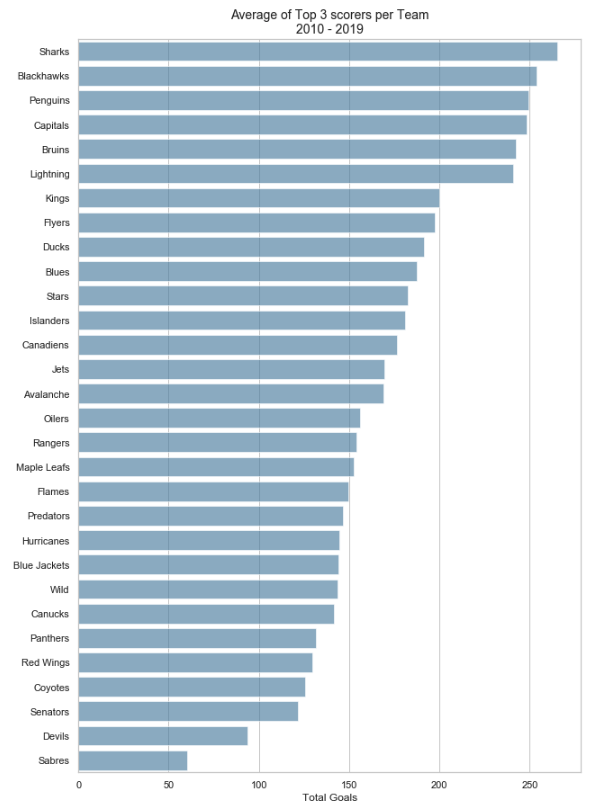 Average of Top 3 scorers per Team
2010 - 2019
Sharks
Blackhawks
Penguins
Capitals
Bruins
Lightning
Kings
Flyers
Ducks
Blues
Stars
Islanders
Canadiens
Jets
Avalanche
Oilers
Rangers
Maple Leafs
Flames
Predators
Hurricanes
Blue Jackets
Wild
Canucks
Panthers
Red Wings
Coyotes
Senators
Devils
Sabres
0 50 100 150 200 250
Total Goals